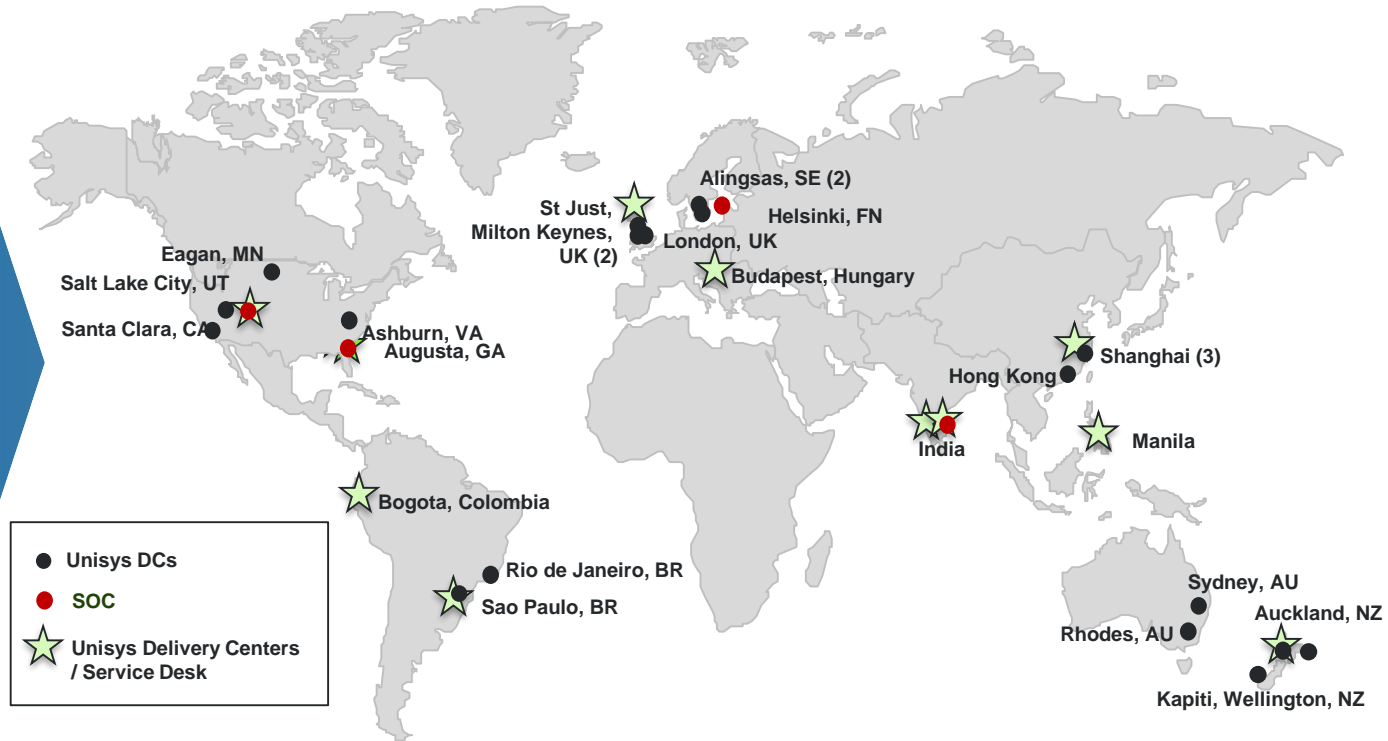 Alingsas, SE (2)
St Just,
Milton Keynes,
UK (2)
Helsinki, FN
London, UK
Budapest, Hungary
Eagan, MN
Salt Lake City, UT
Santa Clara, CA
Ashburn, VA
Augusta, GA
Shanghai (3)
Hong Kong
India
Manila
Bogota, Colombia
Rio de Janeiro, BR
Sao Paulo, BR
Sydney, AU
Auckland, NZ
Rhodes, AU
Kapiti, Wellington, NZ
Unisys DCs
SOC
Unisys Delivery Centers
/ Service Desk